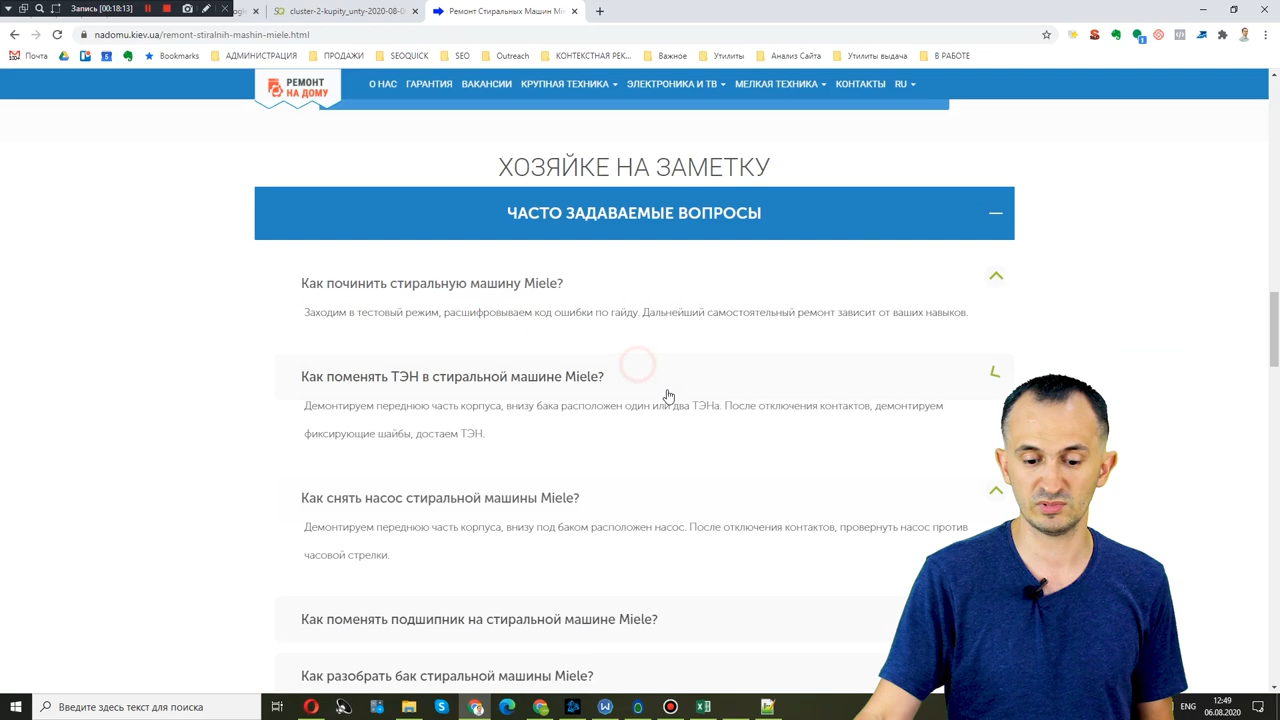 Запись [00:18:13]
cluster-2-kupity_unty-2020-08-0
Ремонт Стиральных Машин Mi
nadomu.kiev.ua/remont-stiralnih-mashin-miele.html
Почта
Bookmarks
АДМИНИСТРАЦИЯ
ПРОДАЖИ
SEOQUICK
SEO
Outreach
КОНТЕКСТНАЯ РЕК...
Важное
Утилиты
Анализ Сайта
Утилиты выдача
В РАБОТЕ
РЕМОНТ
НА ДОМУ
О НАС ГАРАНТИЯ ВАКАНСИИ КРУПНАЯ ТЕХНИКА ЭЛЕКТРОНИКА И ТВ МЕЛКАЯ ТЕХНИКА КОНТАКТЫ RU
ХОЗЯЙКЕ НА ЗАМЕТКУ
ЧАСТО ЗАДАВАЕМЫЕ ВОПРОСЫ
Как починить стиральную машину Miele?
Заходим в тестовый режим, расшифровываем код ошибки по гайду. Дальнейший самостоятельный ремонт зависит от ваших навыков.
Как поменять ТЭН в стиральной машине Miele?
Демонтируем переднюю часть корпуса, внизу бака расположен один или два ТЭНа. После отключения контактов, демонтируем
фиксирующие шайбы, достаем ТЭН.
Как снять насос стиральной машины Miele?
Демонтируем переднюю часть корпуса, внизу под баком расположен насос. После отключения контактов, провернуть насос против
часовой стрелки.
Как поменять подшипник на стиральной машине Miele?
Как разобрать бак стиральной машины Miele?
Введите здесь текст для поиска
ENG
12:49
06.08.2020